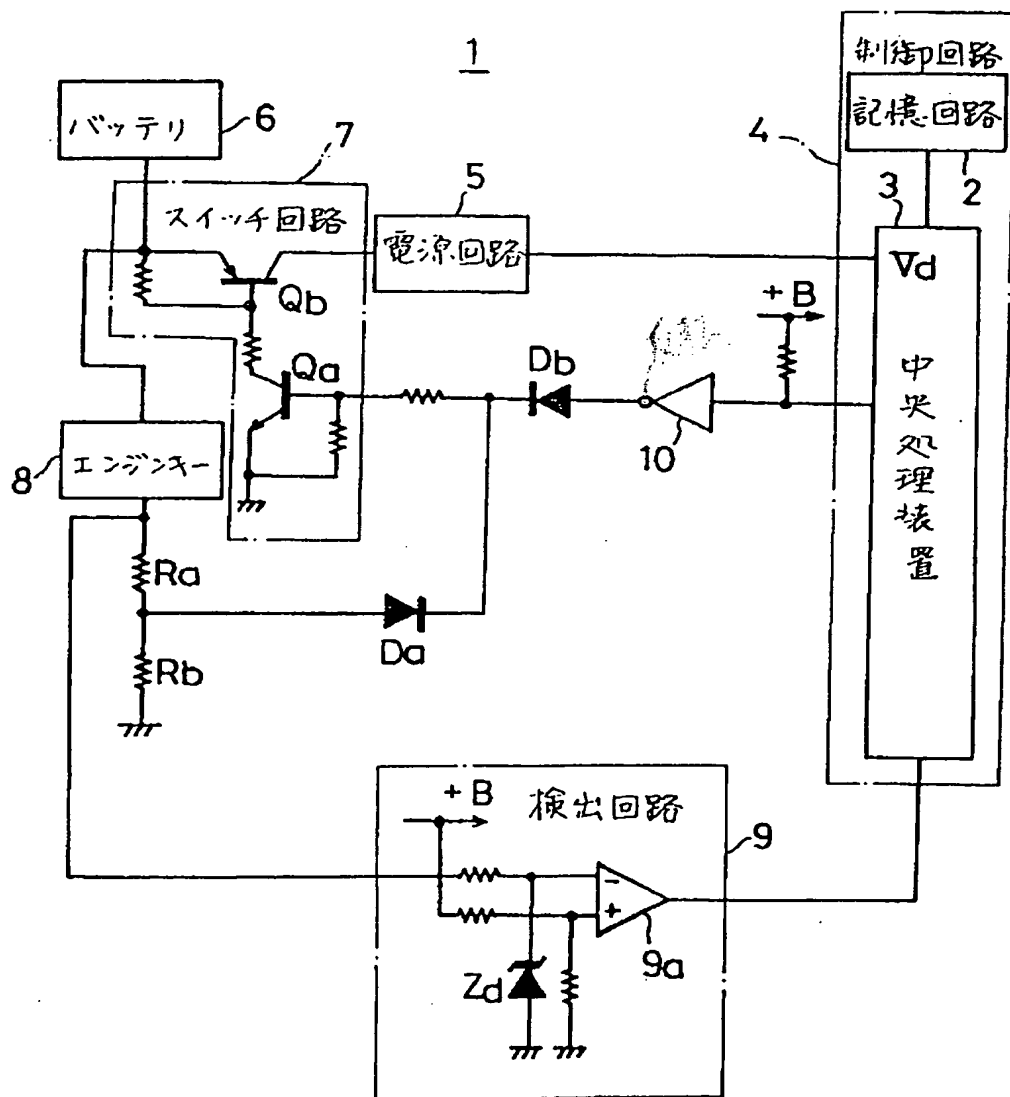 1
制御回路
バッテリ
6
記憶回路
7
4
5
3
2
スイッチ回路
電源回路
Vd
Qb
+B
Qa
Db
中央処理装置
10
8
エンジンキー
Ra
Da
Rb
+B
検出回路
9
-
+
9a
Zd